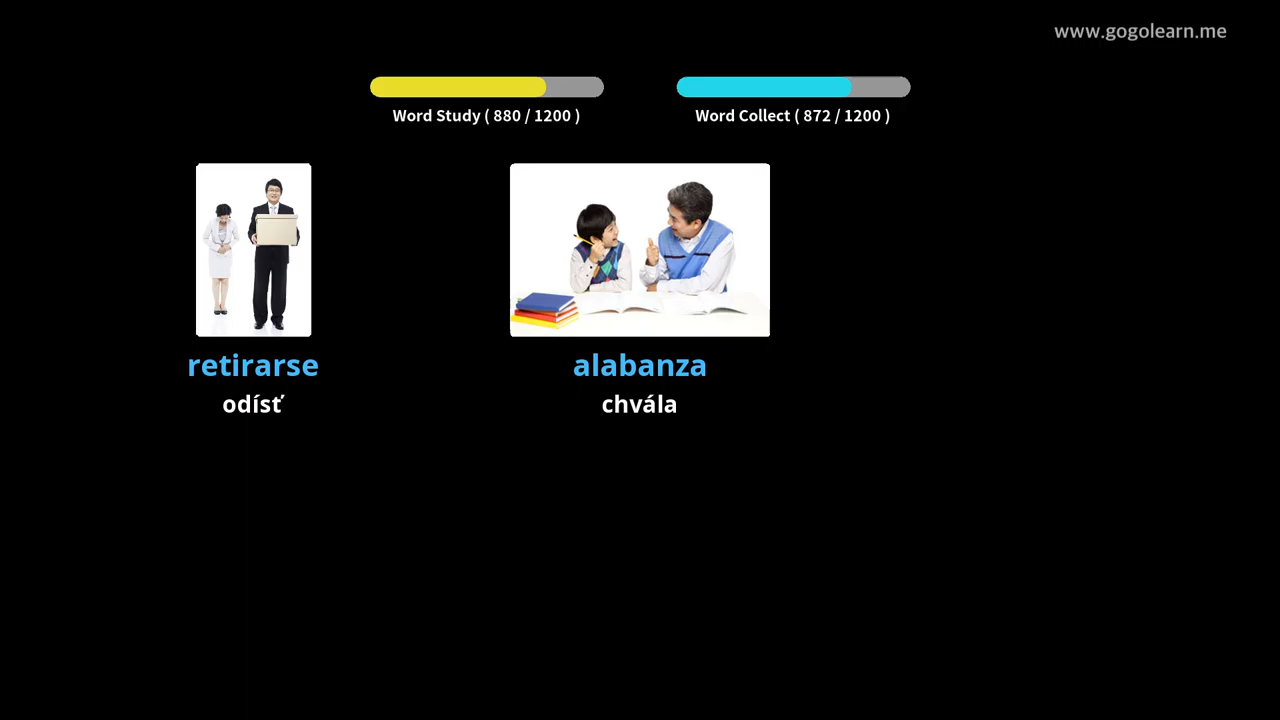 www.gogolearn.me
Word Study ( 880 / 1200 )
Word Collect ( 872 / 1200 )
retirarse
odísť
alabanza
chvála